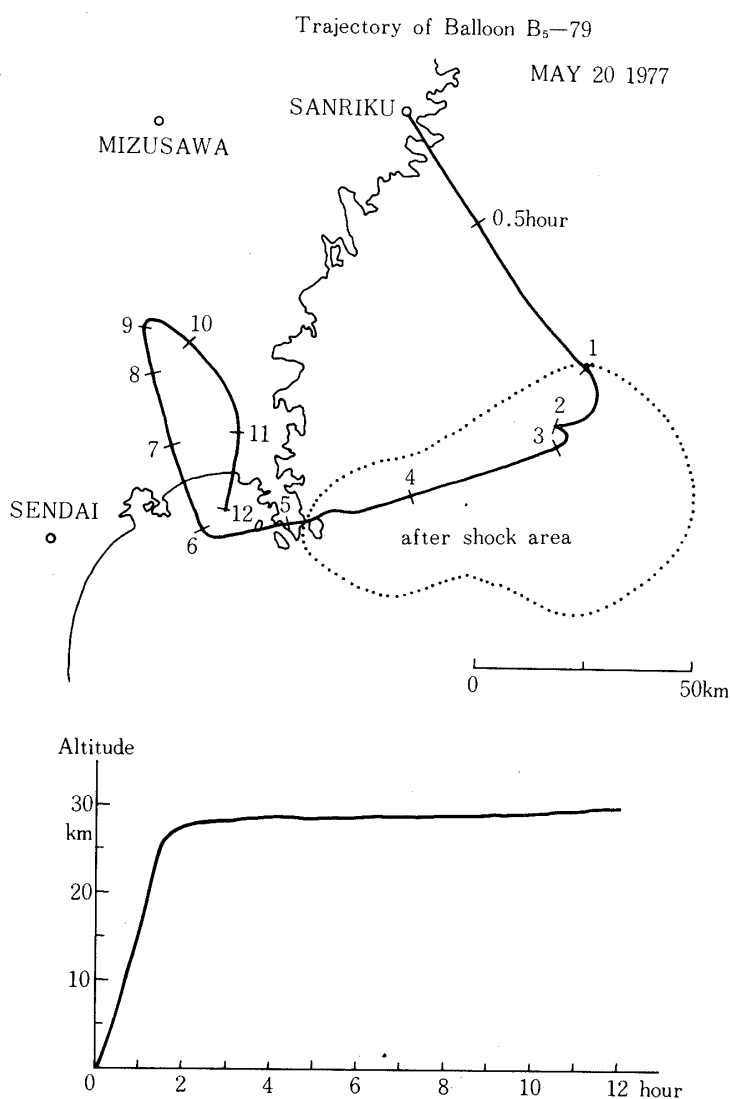 Trajectory of Balloon B₅—79
MAY 20 1977
SANRIKU
MIZUSAWA
0.5hour
9
10
1
8
2
11
7
3
4
SENDAI
12
5
6
after shock area
0
50km
Altitude
30
km
20
10
0
2
4
6
8
10
12 hour